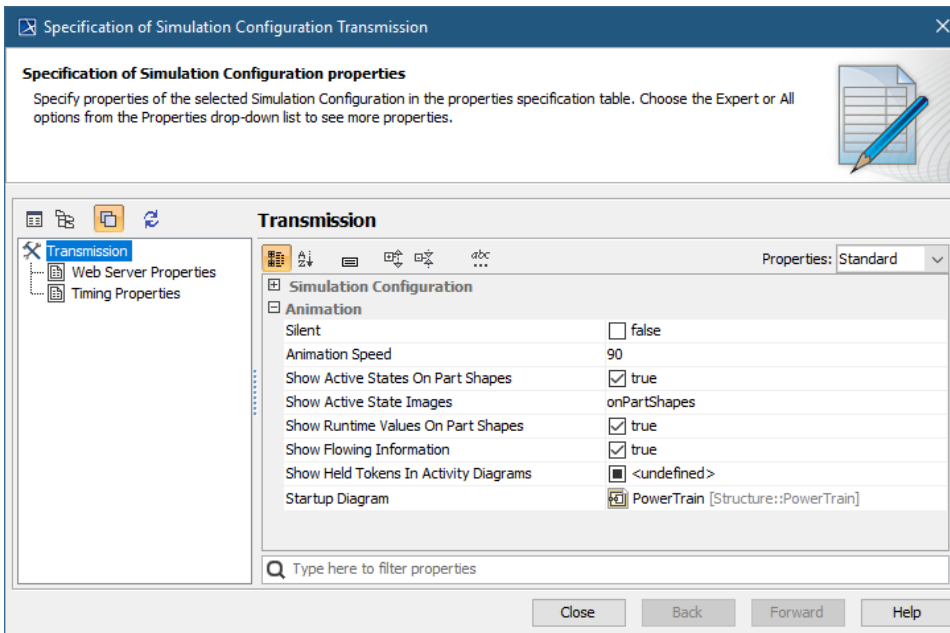 Specification of Simulation Configuration Transmission
Specification of Simulation Configuration properties
Specify properties of the selected Simulation Configuration in the properties specification table. Choose the Expert or All
options from the Properties drop-down list to see more properties.
Transmission
Transmission
Web Server Properties
Timing Properties
Properties: Standard
Simulation Configuration
Animation
Silent false
Animation Speed 90
Show Active States On Part Shapes true
Show Active State Images onPartShapes
Show Runtime Values On Part Shapes true
Show Flowing Information true
Show Held Tokens In Activity Diagrams <undefined>
Startup Diagram PowerTrain [Structure::PowerTrain]
Type here to filter properties
Close Back Forward Help